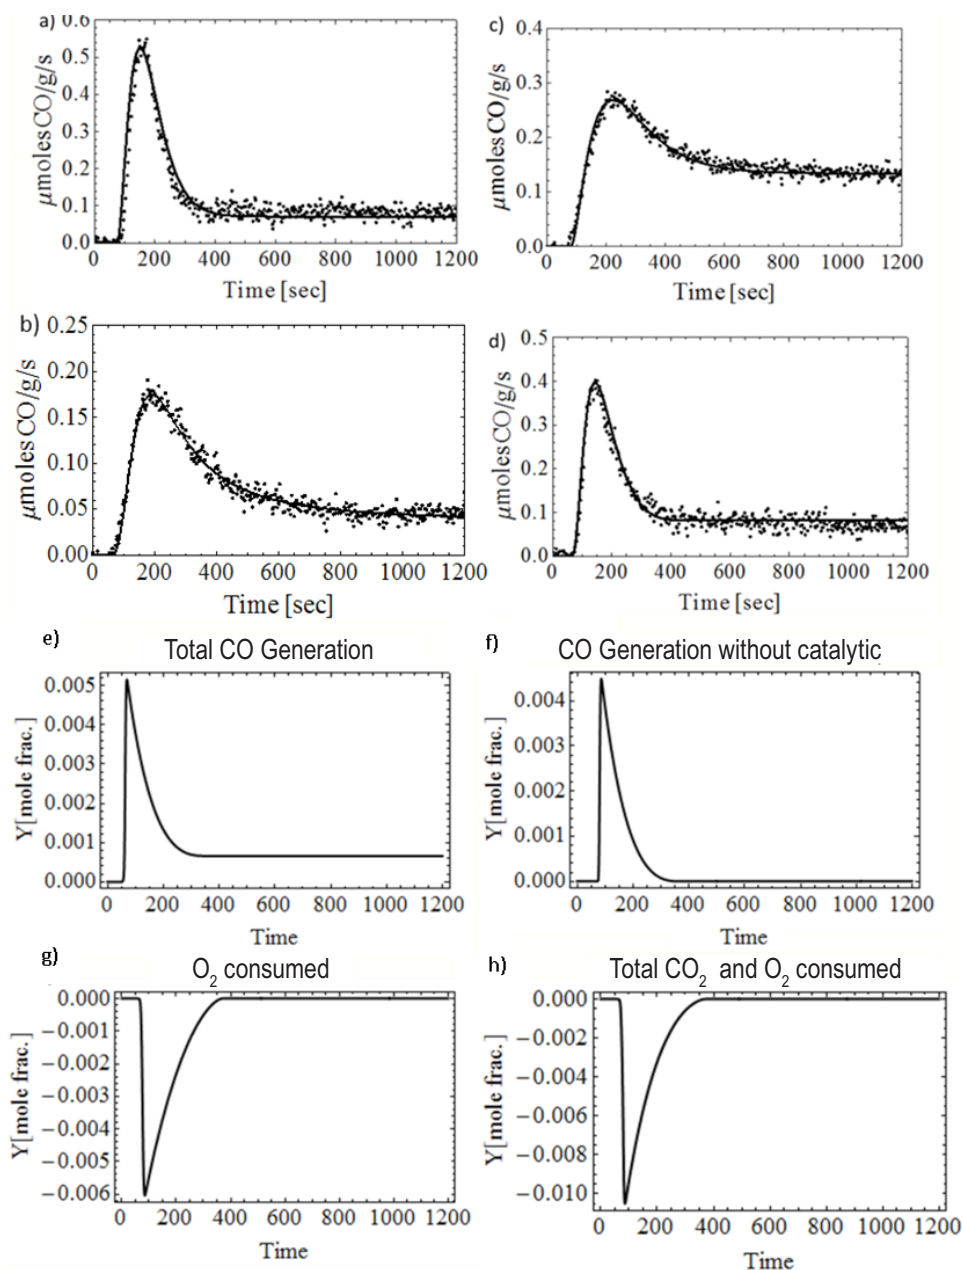 a)
0.6
0.5
0.4
0.3
0.2
0.1
0.0
μmolesCO/g/s
0 200 400 600 800 1000 1200
Time [sec]
c)
0.4
0.3
0.2
0.1
0.0
μmolesCO/g/s
0 200 400 600 800 1000 1200
Time [sec]
b)
0.25
0.20
0.15
0.10
0.05
0.00
μmolesCO/g/s
0 200 400 600 800 1000 1200
Time [sec]
d)
0.5
0.4
0.3
0.2
0.1
0.0
μmolesCO/g/s
0 200 400 600 800 1000 1200
Time [sec]
e)
Total CO Generation
0.005
0.004
0.003
0.002
0.001
0.000
Y[mole frac.]
0 200 400 600 800 1000 1200
Time
f)
CO Generation without catalytic
0.004
0.003
0.002
0.001
0.000
Y[mole frac.]
0 200 400 600 800 1000 1200
Time
g)
O2 consumed
0.000
−0.001
−0.002
−0.003
−0.004
−0.005
−0.006
Y[mole frac.]
0 200 400 600 800 1000 1200
Time
h)
Total CO2 and O2 consumed
0.000
−0.002
−0.004
−0.006
−0.008
−0.010
Y[mole frac.]
0 200 400 600 800 1000 1200
Time